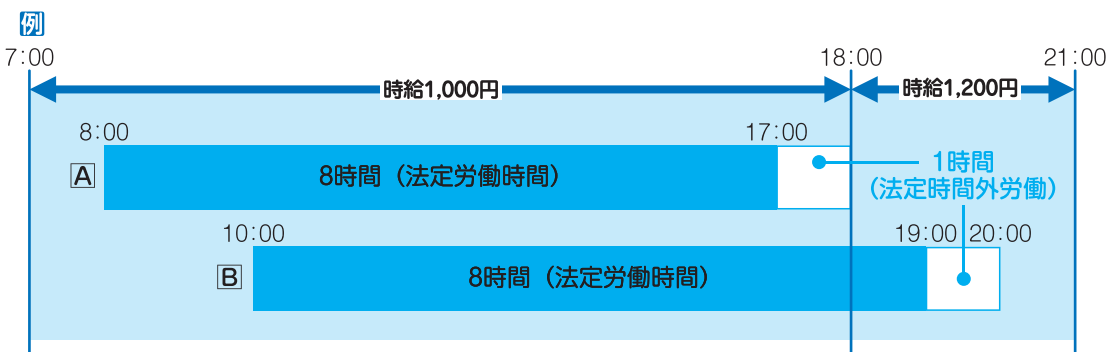 例
7:00 18:00 21:00
時給1,000円 時給1,200円
8:00 17:00
A 8時間（法定労働時間） 1時間
（法定時間外労働）
10:00 19:00 20:00
B 8時間（法定労働時間）